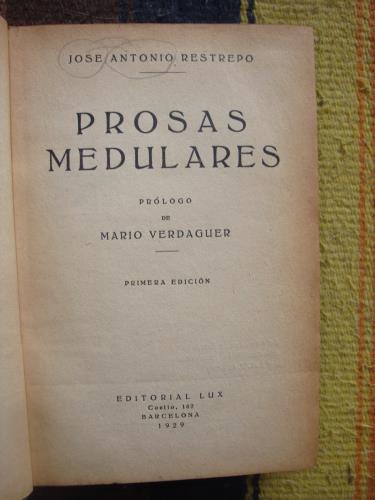 JOSE ANTONIO RESTREPO
PROSAS
MEDULARES
PRÓLOGO
DE
MARIO VERDAGUER
PRIMERA EDICIÓN
EDITORIAL LUX
BARCELONA
1929